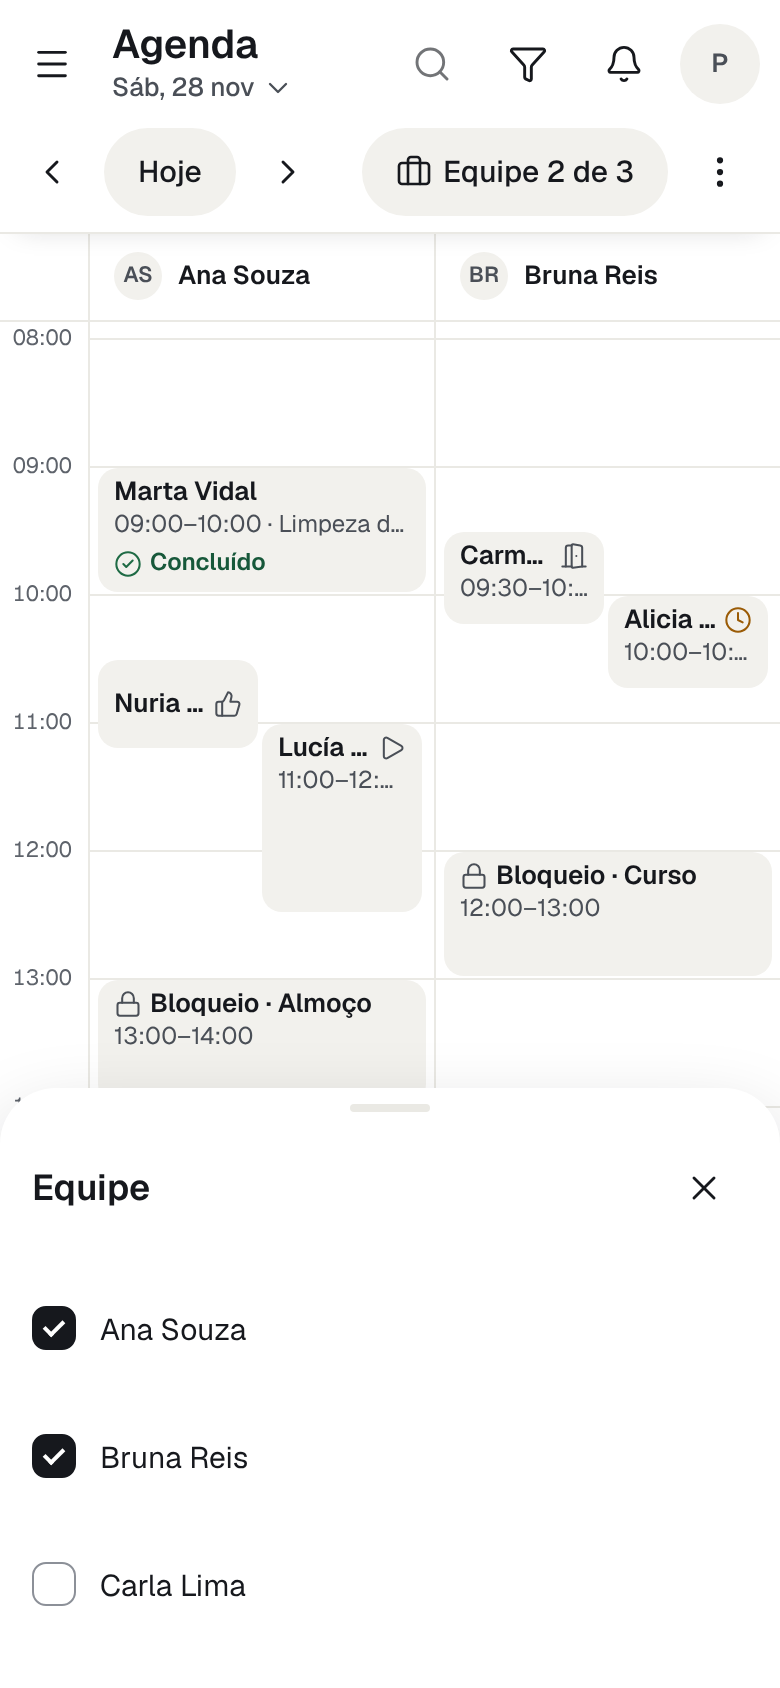 Agenda
Sáb, 28 nov
P
Hoje
Equipe 2 de 3
AS Ana Souza
BR Bruna Reis
08:00
09:00
Marta Vidal
09:00–10:00 · Limpeza d...
Concluído
Carm...
09:30–10:...
10:00
Alicia ...
10:00–10:...
Nuria ...
11:00
Lucía ...
11:00–12:...
12:00
Bloqueio · Curso
12:00–13:00
13:00
Bloqueio · Almoço
13:00–14:00
Equipe
Ana Souza
Bruna Reis
Carla Lima